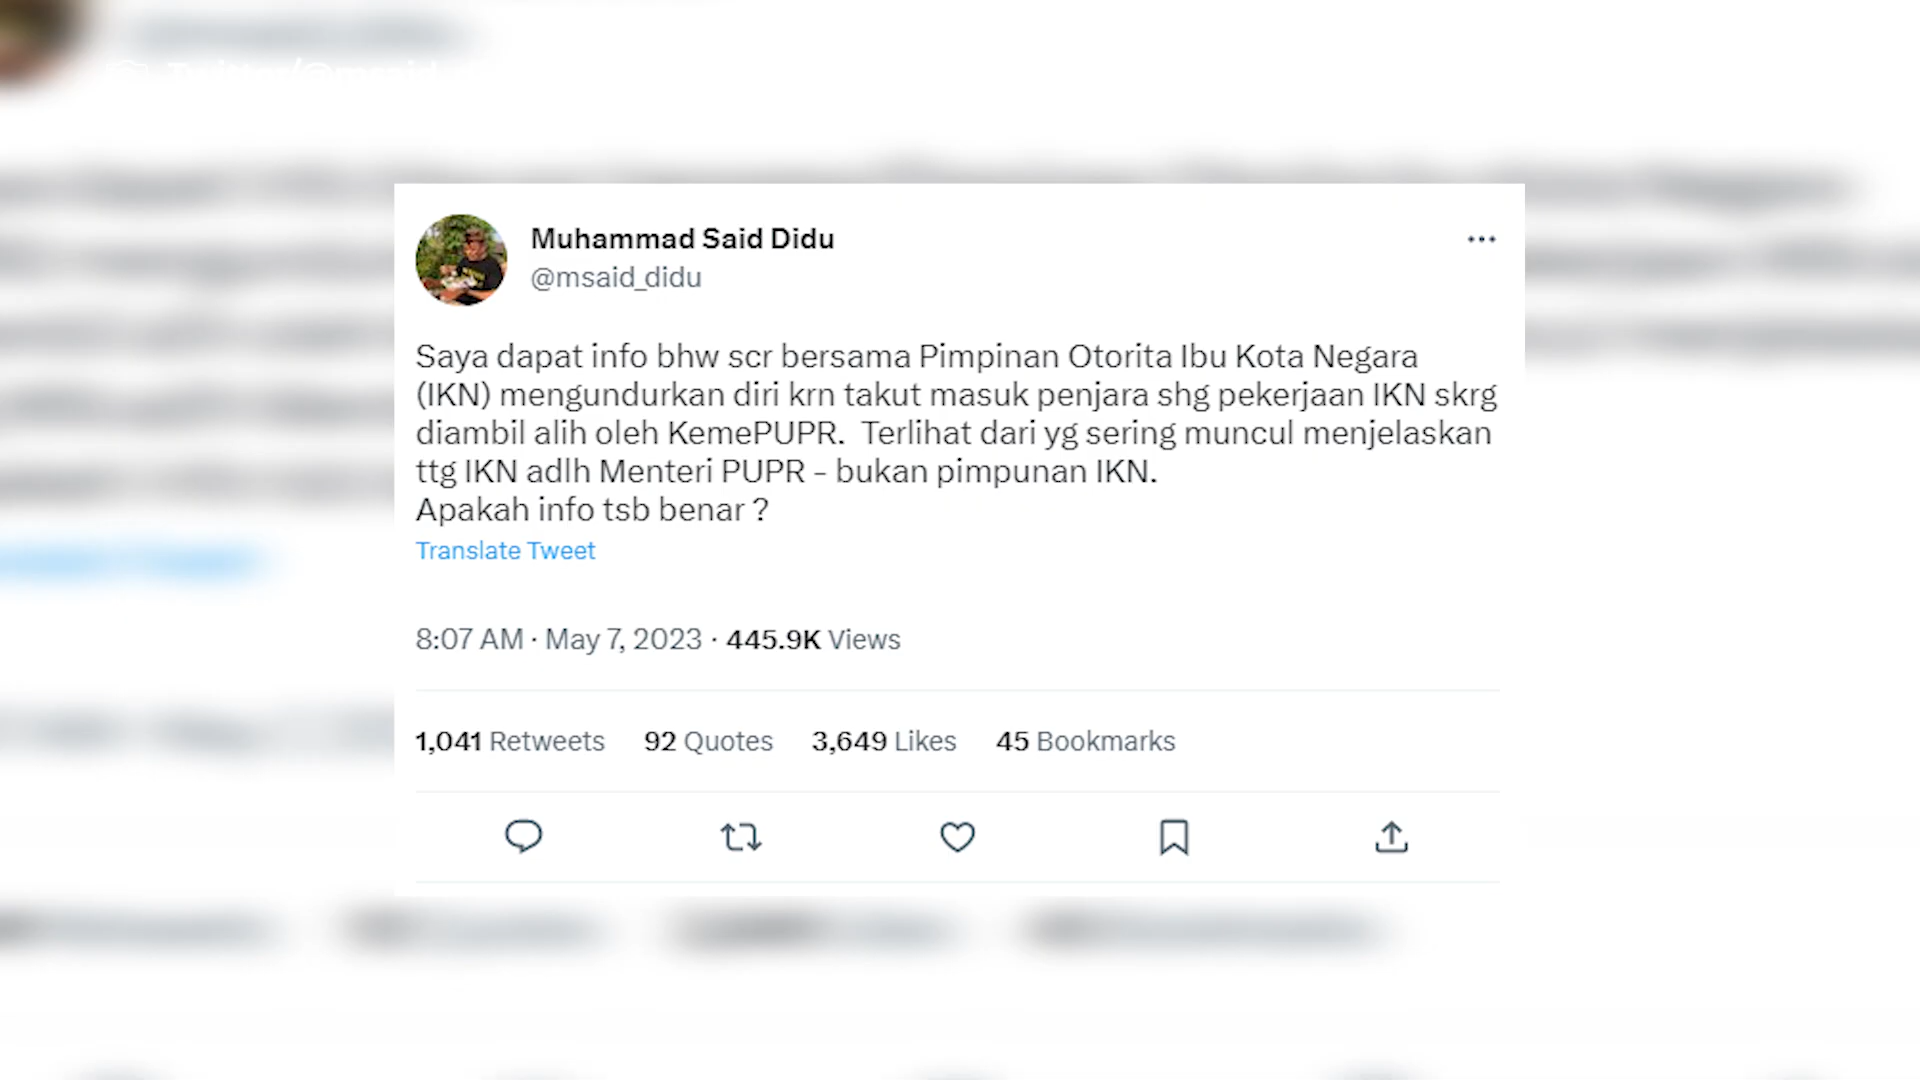 Twitter/@msaid
Muhammad Said Didu
@msaid_didu
Saya dapat info bhw scr bersama Pimpinan Otorita Ibu Kota Negara
(IKN) mengundurkan diri krn takut masuk penjara shg pekerjaan IKN skrg
diambil alih oleh KemePUPR.  Terlihat dari yg sering muncul menjelaskan
ttg IKN adlh Menteri PUPR - bukan pimpunan IKN.
Apakah info tsb benar ?
Translate Tweet
8:07 AM · May 7, 2023 · 445.9K Views
1,041 Retweets 92 Quotes 3,649 Likes 45 Bookmarks